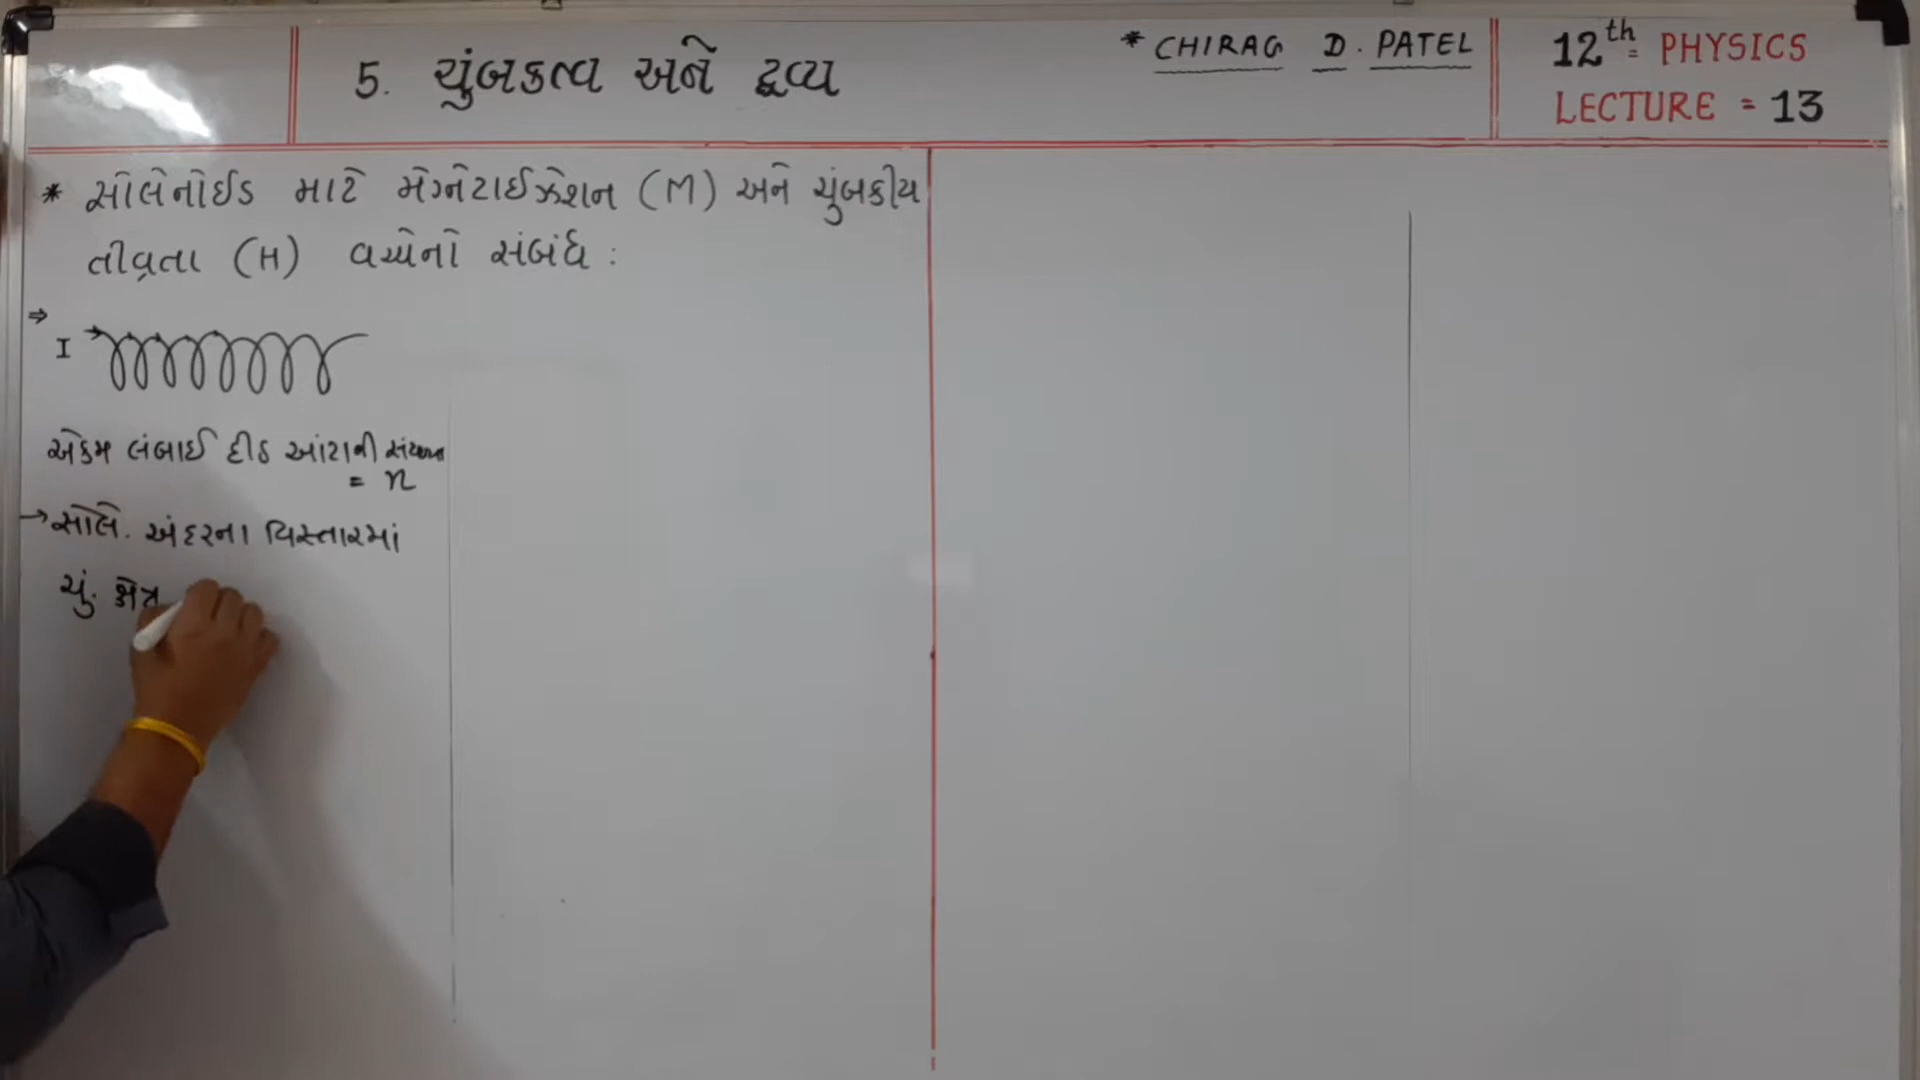 5. ચુંબકત્વ અને દ્રવ્ય
* CHIRAG D. PATEL
12th PHYSICS
LECTURE = 13
* સોલેનોઈડ માટે મેગ્નેટાઈઝેશન (M) અને ચુંબકીય
તીવ્રતા (H) વચ્ચેનો સંબંધ :
⇒
I
એકમ લંબાઈ દીઠ આંટાની સંખ્યા
= n
→ સોલે. અંદરના વિસ્તારમાં
ચું. ક્ષેત્ર